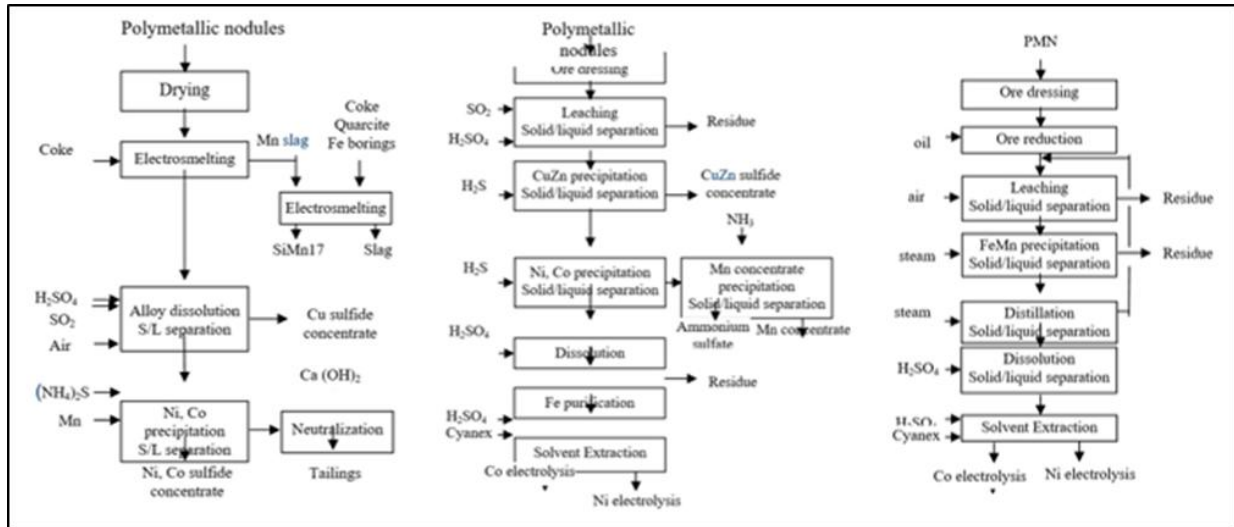 Polymetallic nodules
Drying
Coke
Electrosmelting
Mn slag
Coke
Quarcite
Fe borings
Electrosmelting
SiMn17
Slag
H₂SO₄
SO₂
Air
Alloy dissolution
S/L separation
Cu sulfide
concentrate
Ca (OH)₂
(NH₄)₂S
Mn
Ni, Co
precipitation
S/L separation
Neutralization
Ni, Co sulfide
concentrate
Tailings
Polymetallic
nodules
Ore dressing
SO₂
H₂SO₄
Leaching
Solid/liquid separation
Residue
H₂S
CuZn precipitation
Solid/liquid separation
CuZn sulfide
concentrate
NH₃
H₂S
Ni, Co precipitation
Solid/liquid separation
Mn concentrate
precipitation
Solid/liquid separation
Ammonium
sulfate
Mn concentrate
H₂SO₄
Dissolution
Residue
Fe purification
H₂SO₄
Cyanex
Solvent Extraction
Co electrolysis
Ni electrolysis
PMN
Ore dressing
oil
Ore reduction
air
Leaching
Solid/liquid separation
Residue
steam
FeMn precipitation
Solid/liquid separation
Residue
steam
Distillation
Solid/liquid separation
H₂SO₄
Dissolution
Solid/liquid separation
Cyanex
Solvent Extraction
Co electrolysis
Ni electrolysis